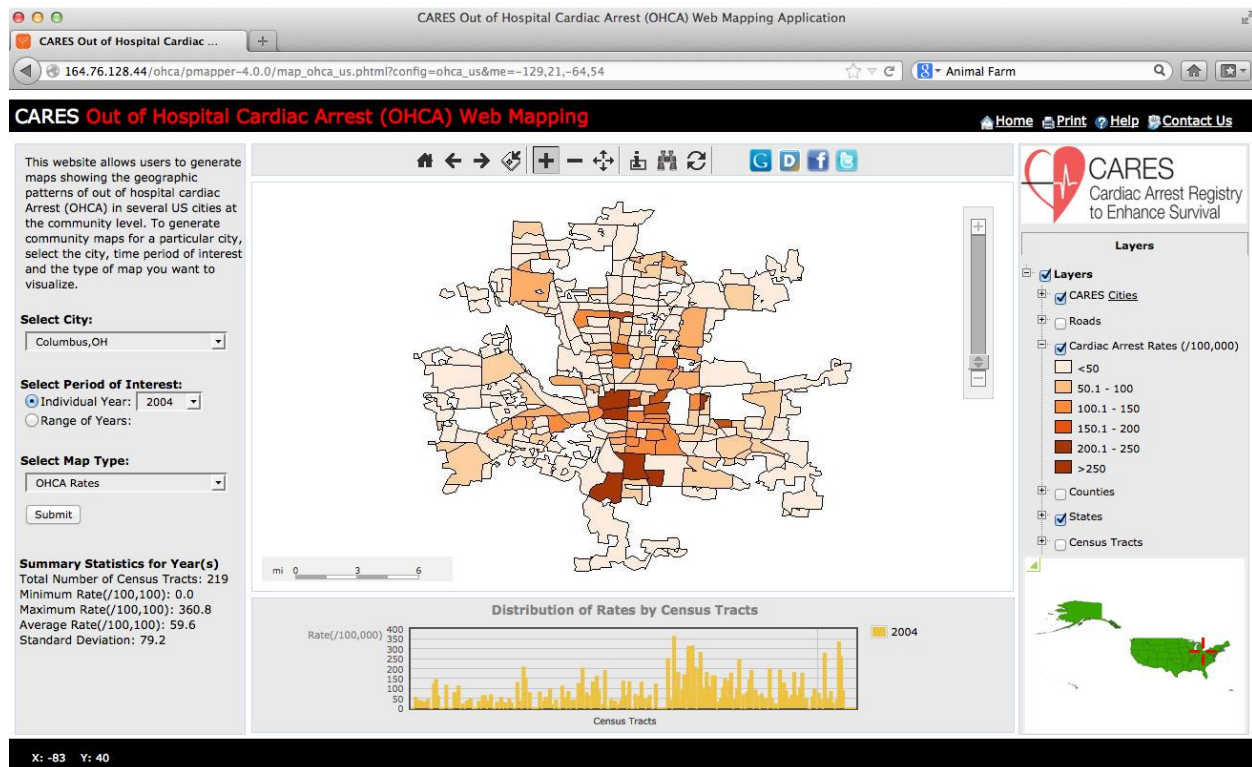 CARES Out of Hospital Cardiac Arrest (OHCA) Web Mapping Application
CARES Out of Hospital Cardiac ...
164.76.128.44/ohca/pmapper-4.0.0/map_ohca_us.phtml?config=ohca_us&me=-129,21,-64,54
Animal Farm
CARES Out of Hospital Cardiac Arrest (OHCA) Web Mapping
Home Print Help Contact Us
This website allows users to generate
maps showing the geographic
patterns of out of hospital cardiac
Arrest (OHCA) in several US cities at
the community level. To generate
community maps for a particular city,
select the city, time period of interest
and the type of map you want to
visualize.
Select City:
Columbus,OH
Select Period of Interest:
Individual Year: 2004
Range of Years:
Select Map Type:
OHCA Rates
Submit
Summary Statistics for Year(s)
Total Number of Census Tracts: 219
Minimum Rate(/100,100): 0.0
Maximum Rate(/100,100): 360.8
Average Rate(/100,100): 59.6
Standard Deviation: 79.2
G D f t
mi 0 3 6
Distribution of Rates by Census Tracts
Rate(/100,000)
400
350
300
250
200
150
100
50
0
Census Tracts
2004
CARES
Cardiac Arrest Registry
to Enhance Survival
Layers
Layers
CARES Cities
Roads
Cardiac Arrest Rates (/100,000)
<50
50.1 - 100
100.1 - 150
150.1 - 200
200.1 - 250
>250
Counties
States
Census Tracts
X: -83 Y: 40